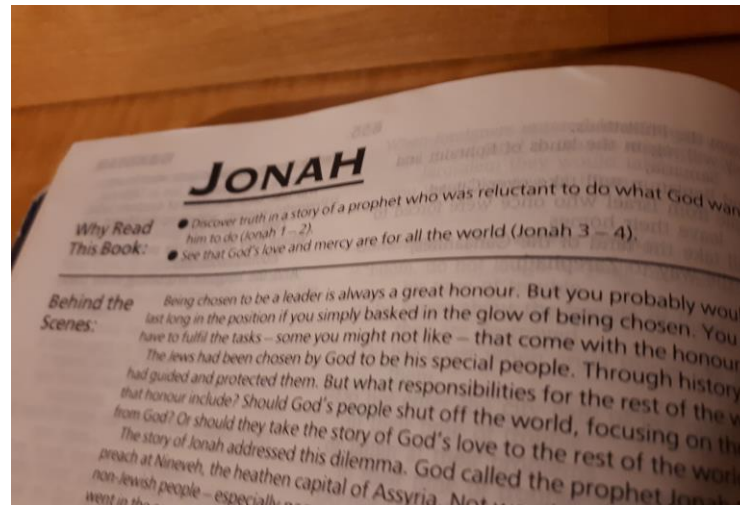 JONAH
Why Read
This Book:
● Discover truth in a story of a prophet who was reluctant to do what God
him to do (Jonah 1 – 2).
● See that God's love and mercy are for all the world (Jonah 3 – 4).
Behind the
Scenes:
Being chosen to be a leader is always a great honour. But you probably
last long in the position if you simply basked in the glow of being chosen. You
have to fulfil the tasks – some you might not like – that come with the honour
The Jews had been chosen by God to be his special people. Through history
had guided and protected them. But what responsibilities for the rest of the
that honour include? Should God's people shut off the world, focusing on
from God? Or should they take the story of God's love to the rest of the
The story of Jonah addressed this dilemma. God called the prophet Jonah
preach at Nineveh, the heathen capital of Assyria.
non-Jewish people – especially
went in the